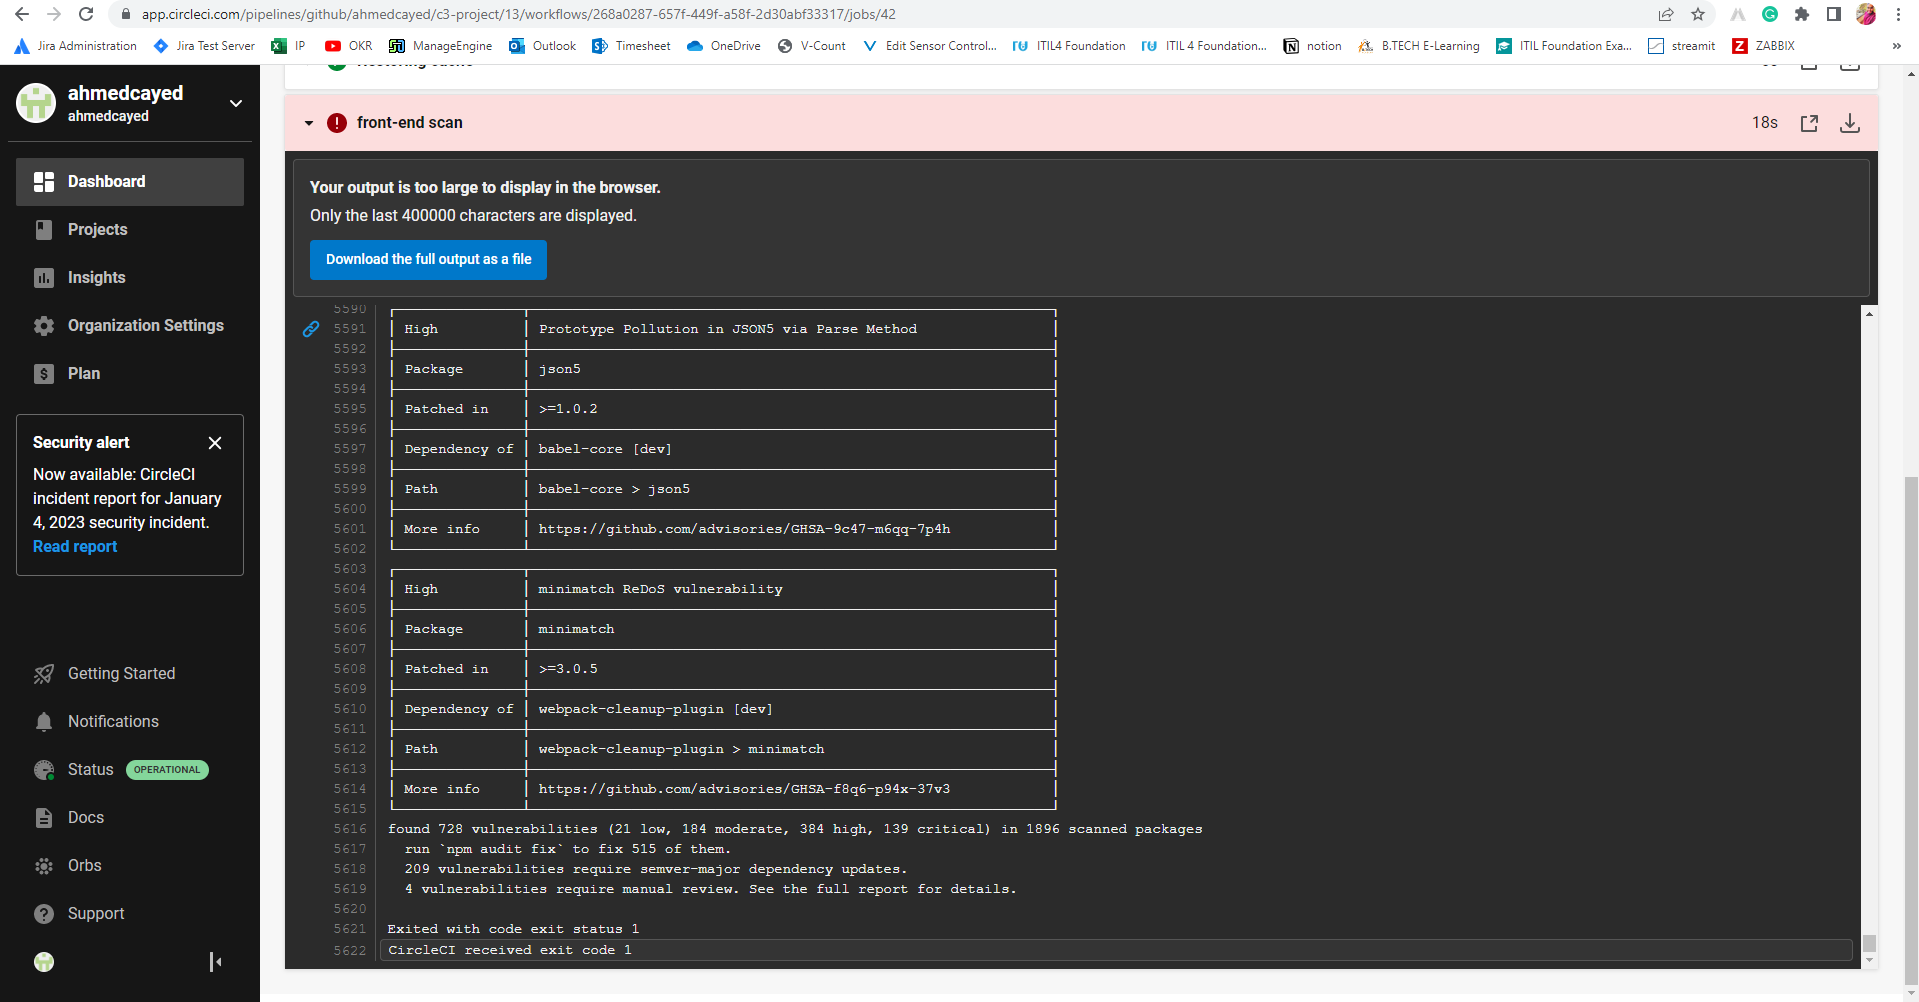 app.circleci.com/pipelines/github/ahmedcayed/c3-project/13/workflows/268a0287-657f-449f-a58f-2d30abf33317/jobs/42
Jira Administration Jira Test Server IP OKR ManageEngine Outlook Timesheet OneDrive V-Count Edit Sensor Control... ITIL4 Foundation ITIL 4 Foundation... notion B.TECH E-Learning ITIL Foundation Exa... streamit ZABBIX »
ahmedcayed
ahmedcayed
Dashboard
Projects
Insights
Organization Settings
Plan
Security alert
Now available: CircleCI
incident report for January
4, 2023 security incident.
Read report
Getting Started
Notifications
Status OPERATIONAL
Docs
Orbs
Support
front-end scan 18s
Your output is too large to display in the browser.
Only the last 400000 characters are displayed.
Download the full output as a file
5590
5591 High Prototype Pollution in JSON5 via Parse Method
5592
5593 Package json5
5594
5595 Patched in >=1.0.2
5596
5597 Dependency of babel-core [dev]
5598
5599 Path babel-core > json5
5600
5601 More info https://github.com/advisories/GHSA-9c47-m6qq-7p4h
5602
5603
5604 High minimatch ReDoS vulnerability
5605
5606 Package minimatch
5607
5608 Patched in >=3.0.5
5609
5610 Dependency of webpack-cleanup-plugin [dev]
5611
5612 Path webpack-cleanup-plugin > minimatch
5613
5614 More info https://github.com/advisories/GHSA-f8q6-p94x-37v3
5615
5616 found 728 vulnerabilities (21 low, 184 moderate, 384 high, 139 critical) in 1896 scanned packages
5617 run `npm audit fix` to fix 515 of them.
5618 209 vulnerabilities require semver-major dependency updates.
5619 4 vulnerabilities require manual review. See the full report for details.
5620
5621 Exited with code exit status 1
5622 CircleCI received exit code 1